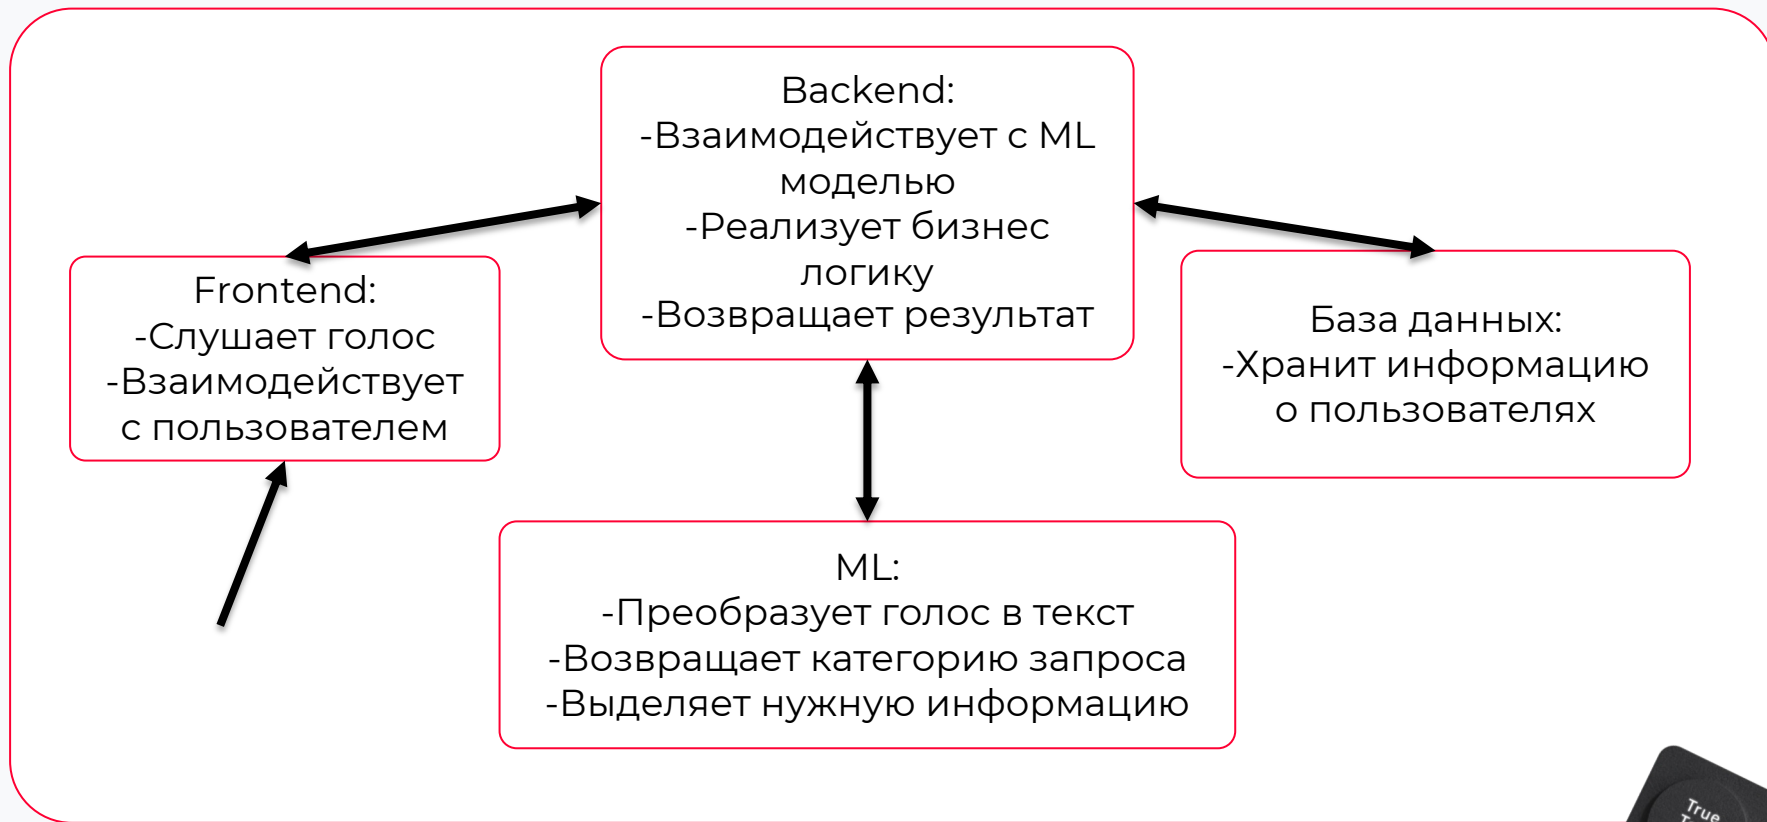 Backend:
-Взаимодействует с ML
моделью
-Реализует бизнес
логику
-Возвращает результат
Frontend:
-Слушает голос
-Взаимодействует
с пользователем
База данных:
-Хранит информацию
о пользователях
ML:
-Преобразует голос в текст
-Возвращает категорию запроса
-Выделяет нужную информацию
True